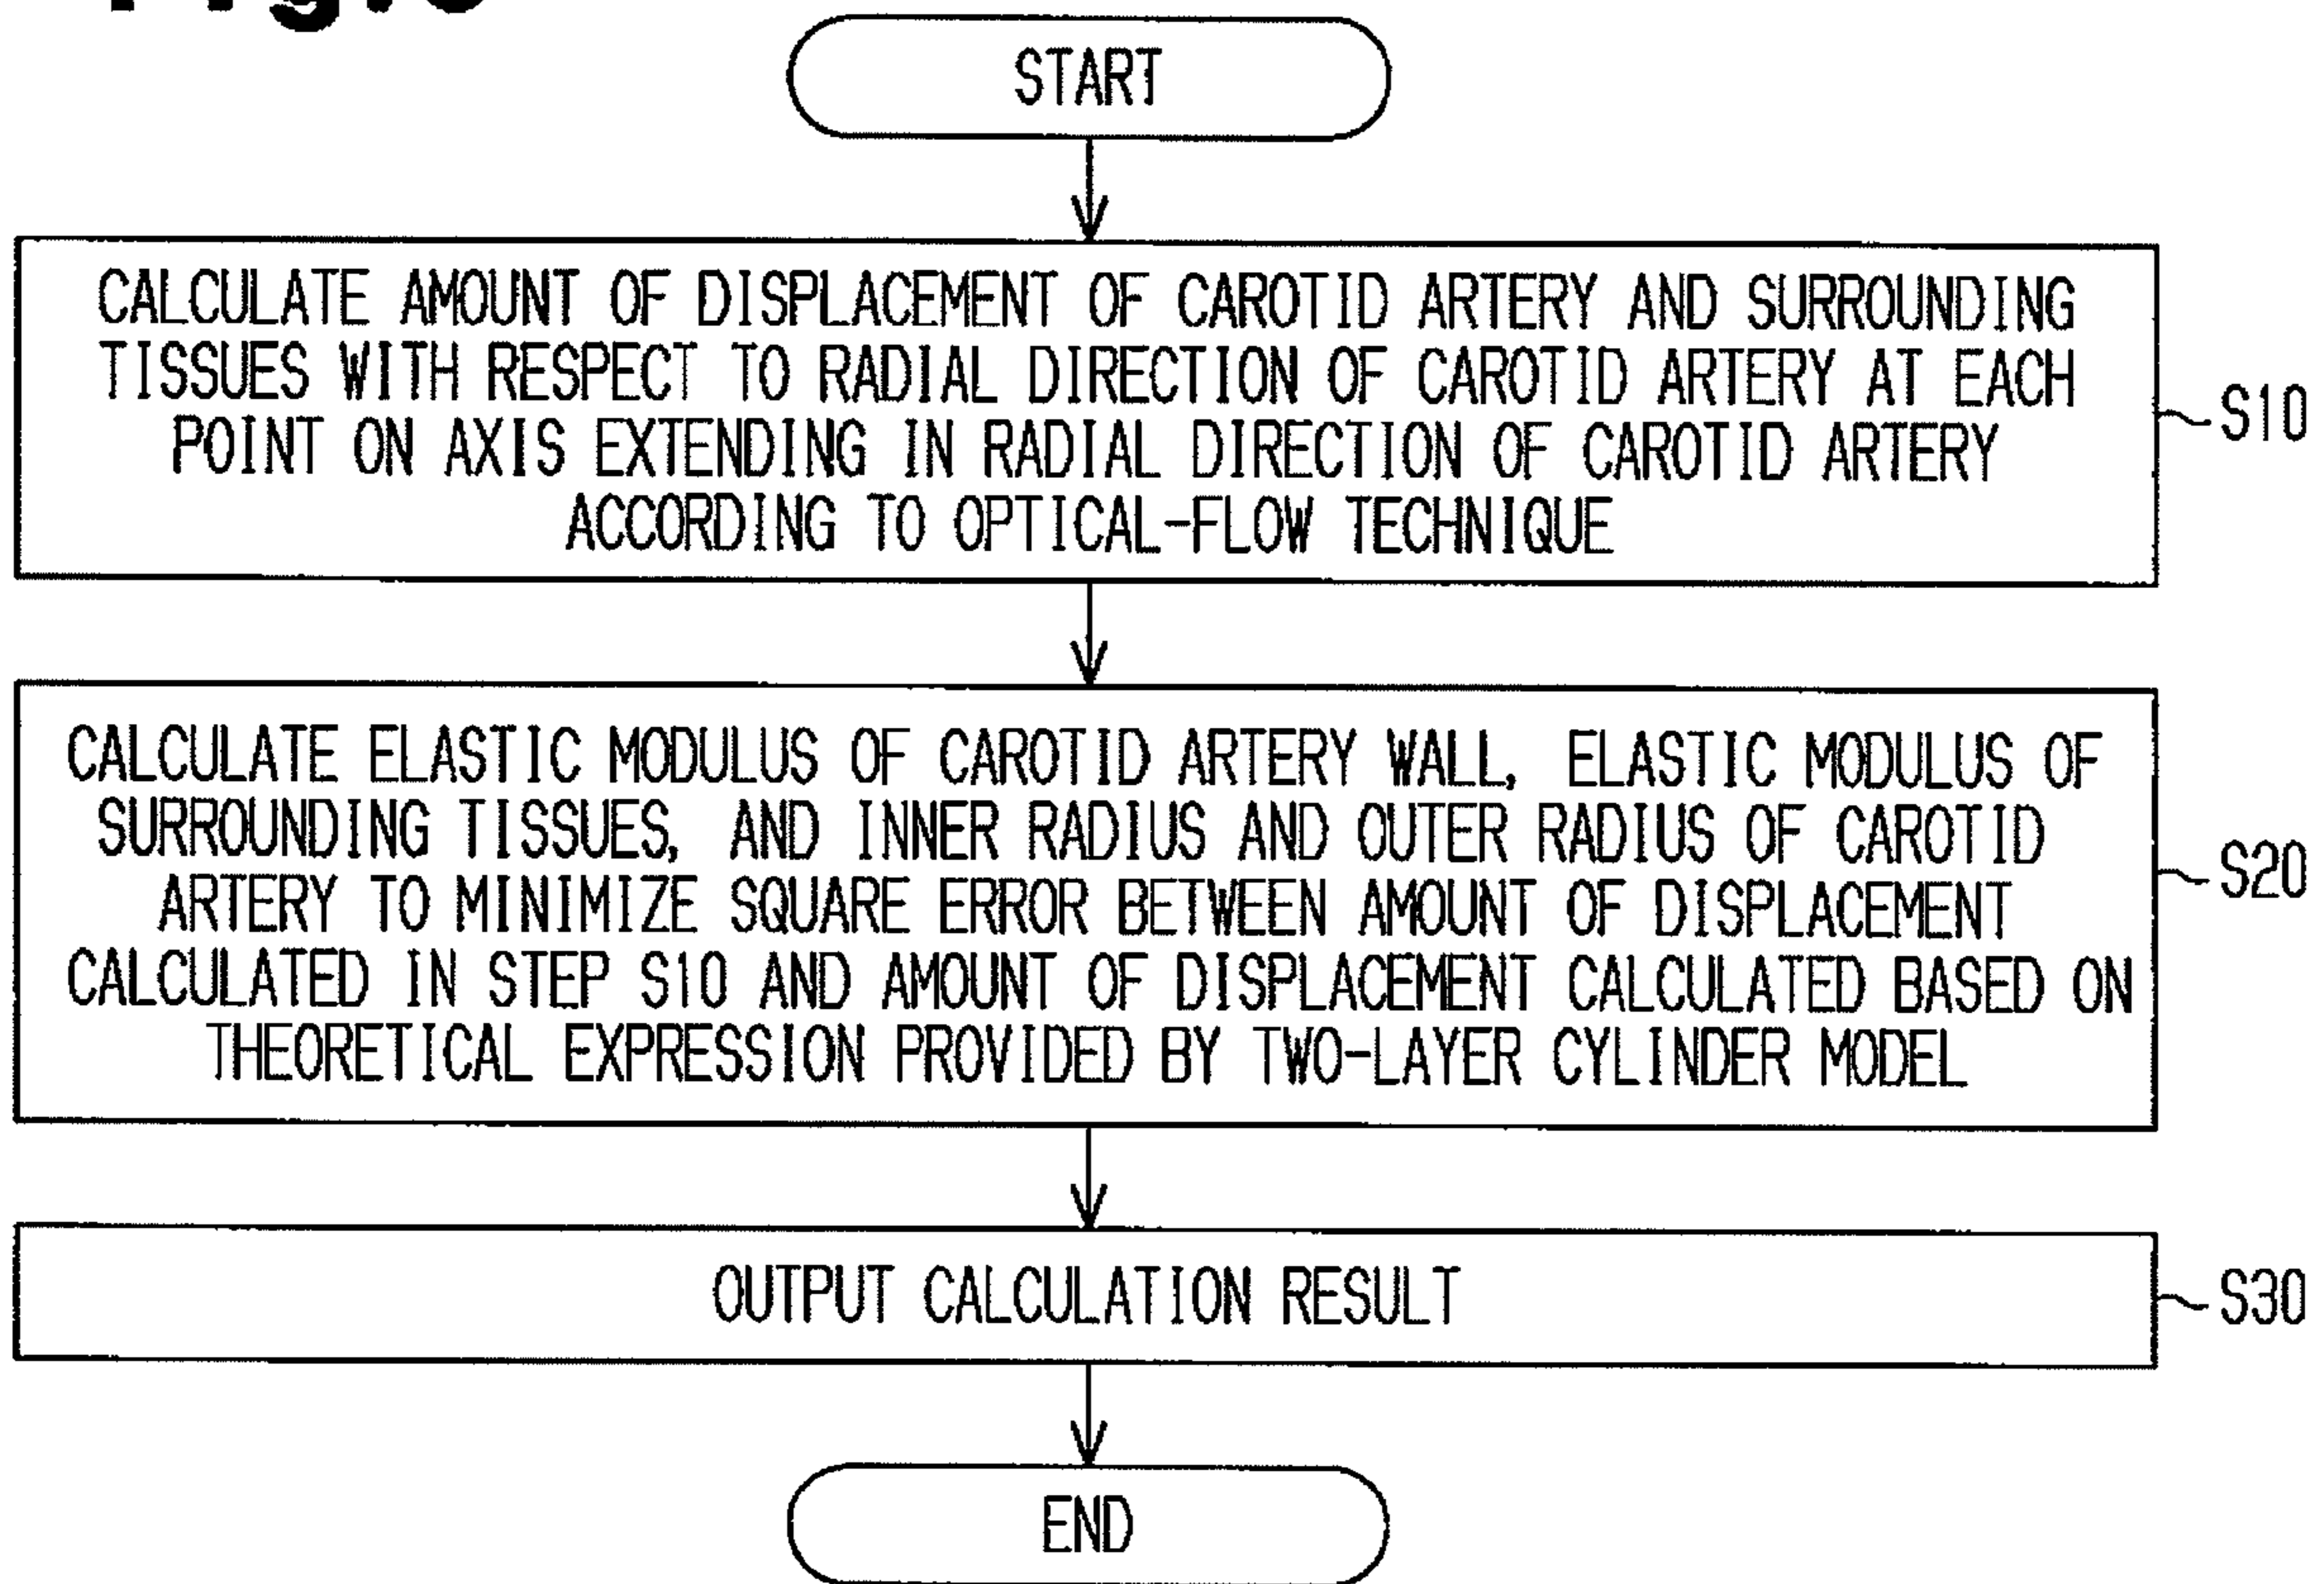 START
CALCULATE AMOUNT OF DISPLACEMENT OF CAROTID ARTERY AND SURROUNDING
TISSUES WITH RESPECT TO RADIAL DIRECTION OF CAROTID ARTERY AT EACH
POINT ON AXIS EXTENDING IN RADIAL DIRECTION OF CAROTID ARTERY
ACCORDING TO OPTICAL-FLOW TECHNIQUE
S10
CALCULATE ELASTIC MODULUS OF CAROTID ARTERY WALL, ELASTIC MODULUS OF
SURROUNDING TISSUES, AND INNER RADIUS AND OUTER RADIUS OF CAROTID
ARTERY TO MINIMIZE SQUARE ERROR BETWEEN AMOUNT OF DISPLACEMENT
CALCULATED IN STEP S10 AND AMOUNT OF DISPLACEMENT CALCULATED BASED ON
THEORETICAL EXPRESSION PROVIDED BY TWO-LAYER CYLINDER MODEL
S20
OUTPUT CALCULATION RESULT
S30
END